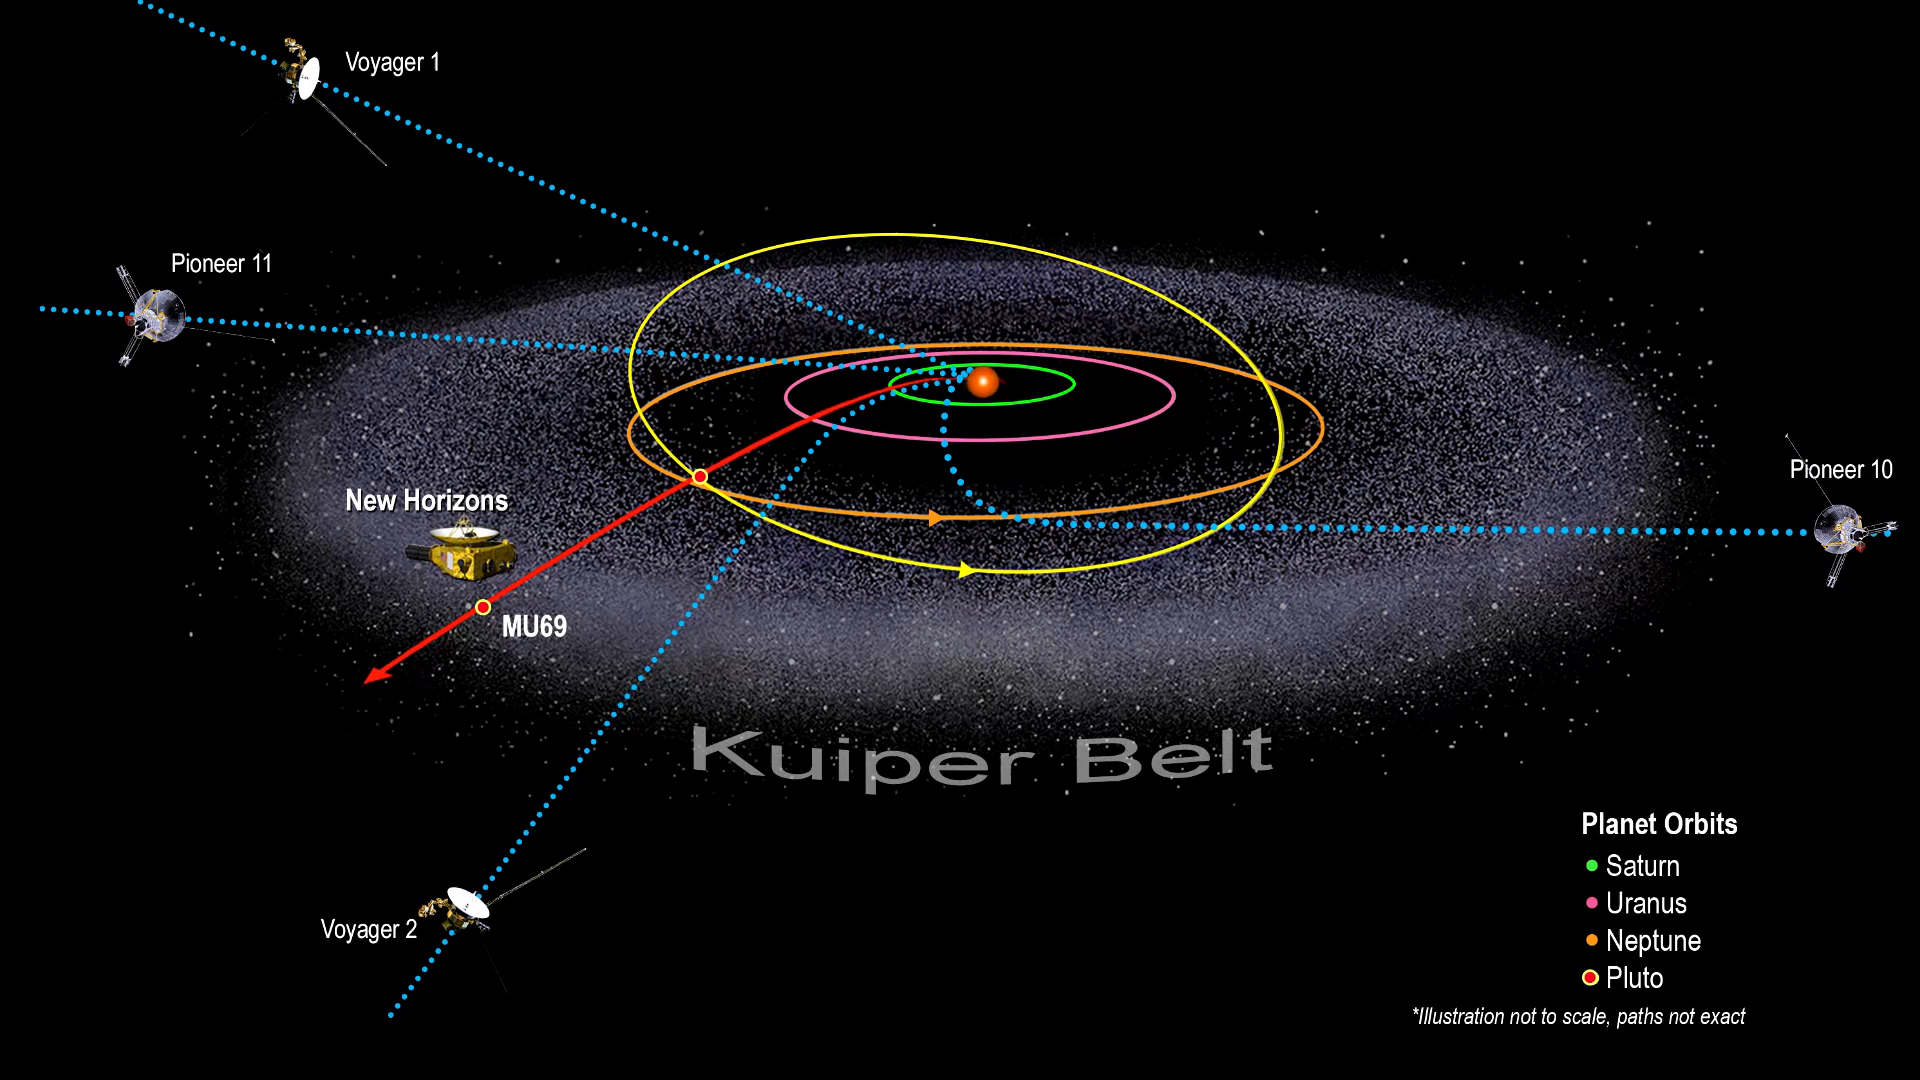 Voyager 1
Pioneer 11
Pioneer 10
New Horizons
MU69
Kuiper Belt
Voyager 2
Planet Orbits
Saturn
Uranus
Neptune
Pluto
*Illustration not to scale, paths not exact